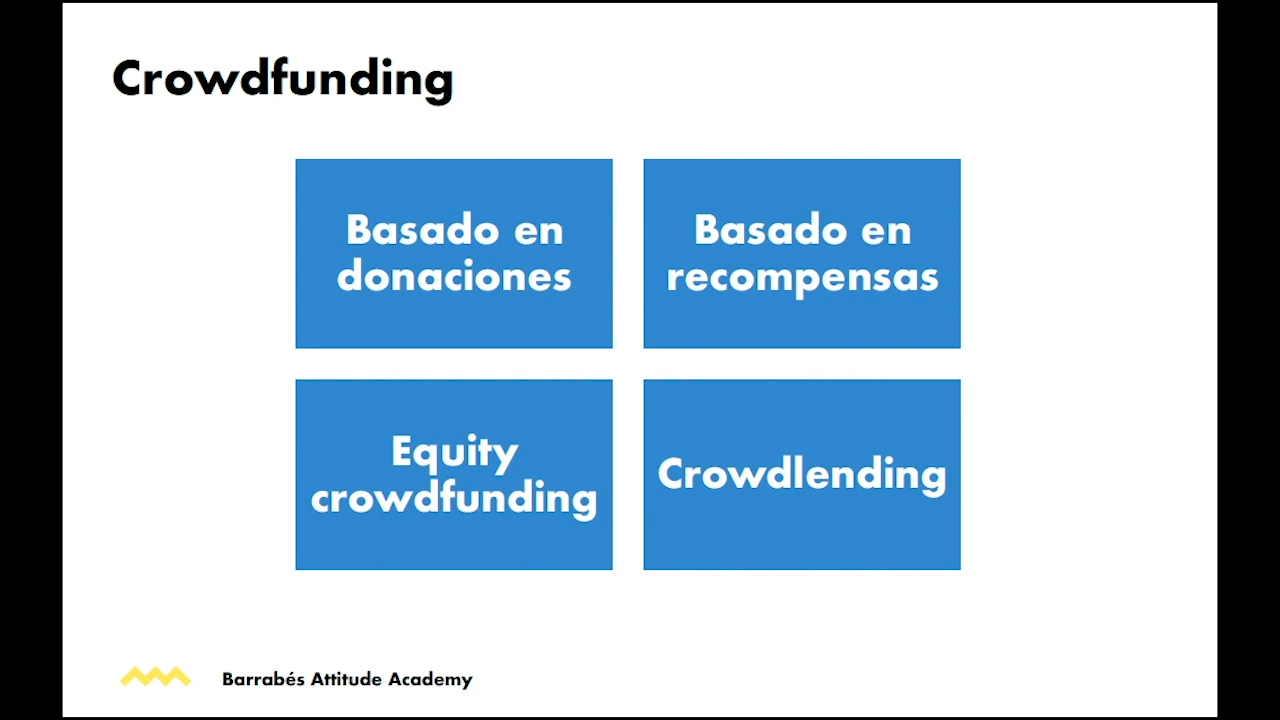 Crowdfunding
Basado en
donaciones
Basado en
recompensas
Equity
crowdfunding
Crowdlending
Barrabés Attitude Academy